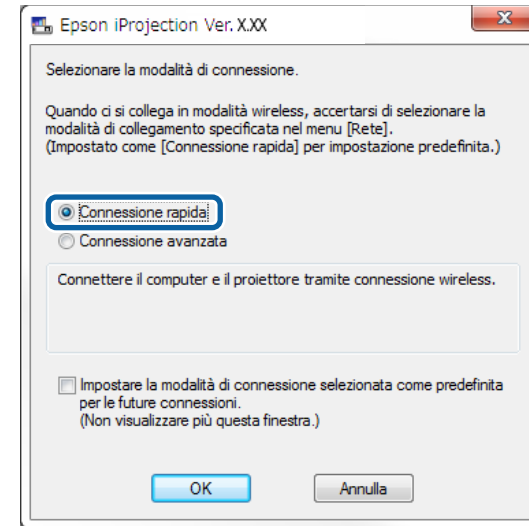 Epson iProjection Ver. X.XX
Selezionare la modalità di connessione.
Quando ci si collega in modalità wireless, accertarsi di selezionare la
modalità di collegamento specificata nel menu [Rete].
(Impostato come [Connessione rapida] per impostazione predefinita.)
Connessione rapida
Connessione avanzata
Connettere il computer e il proiettore tramite connessione wireless.
Impostare la modalità di connessione selezionata come predefinita
per le future connessioni.
(Non visualizzare più questa finestra.)
OK Annulla